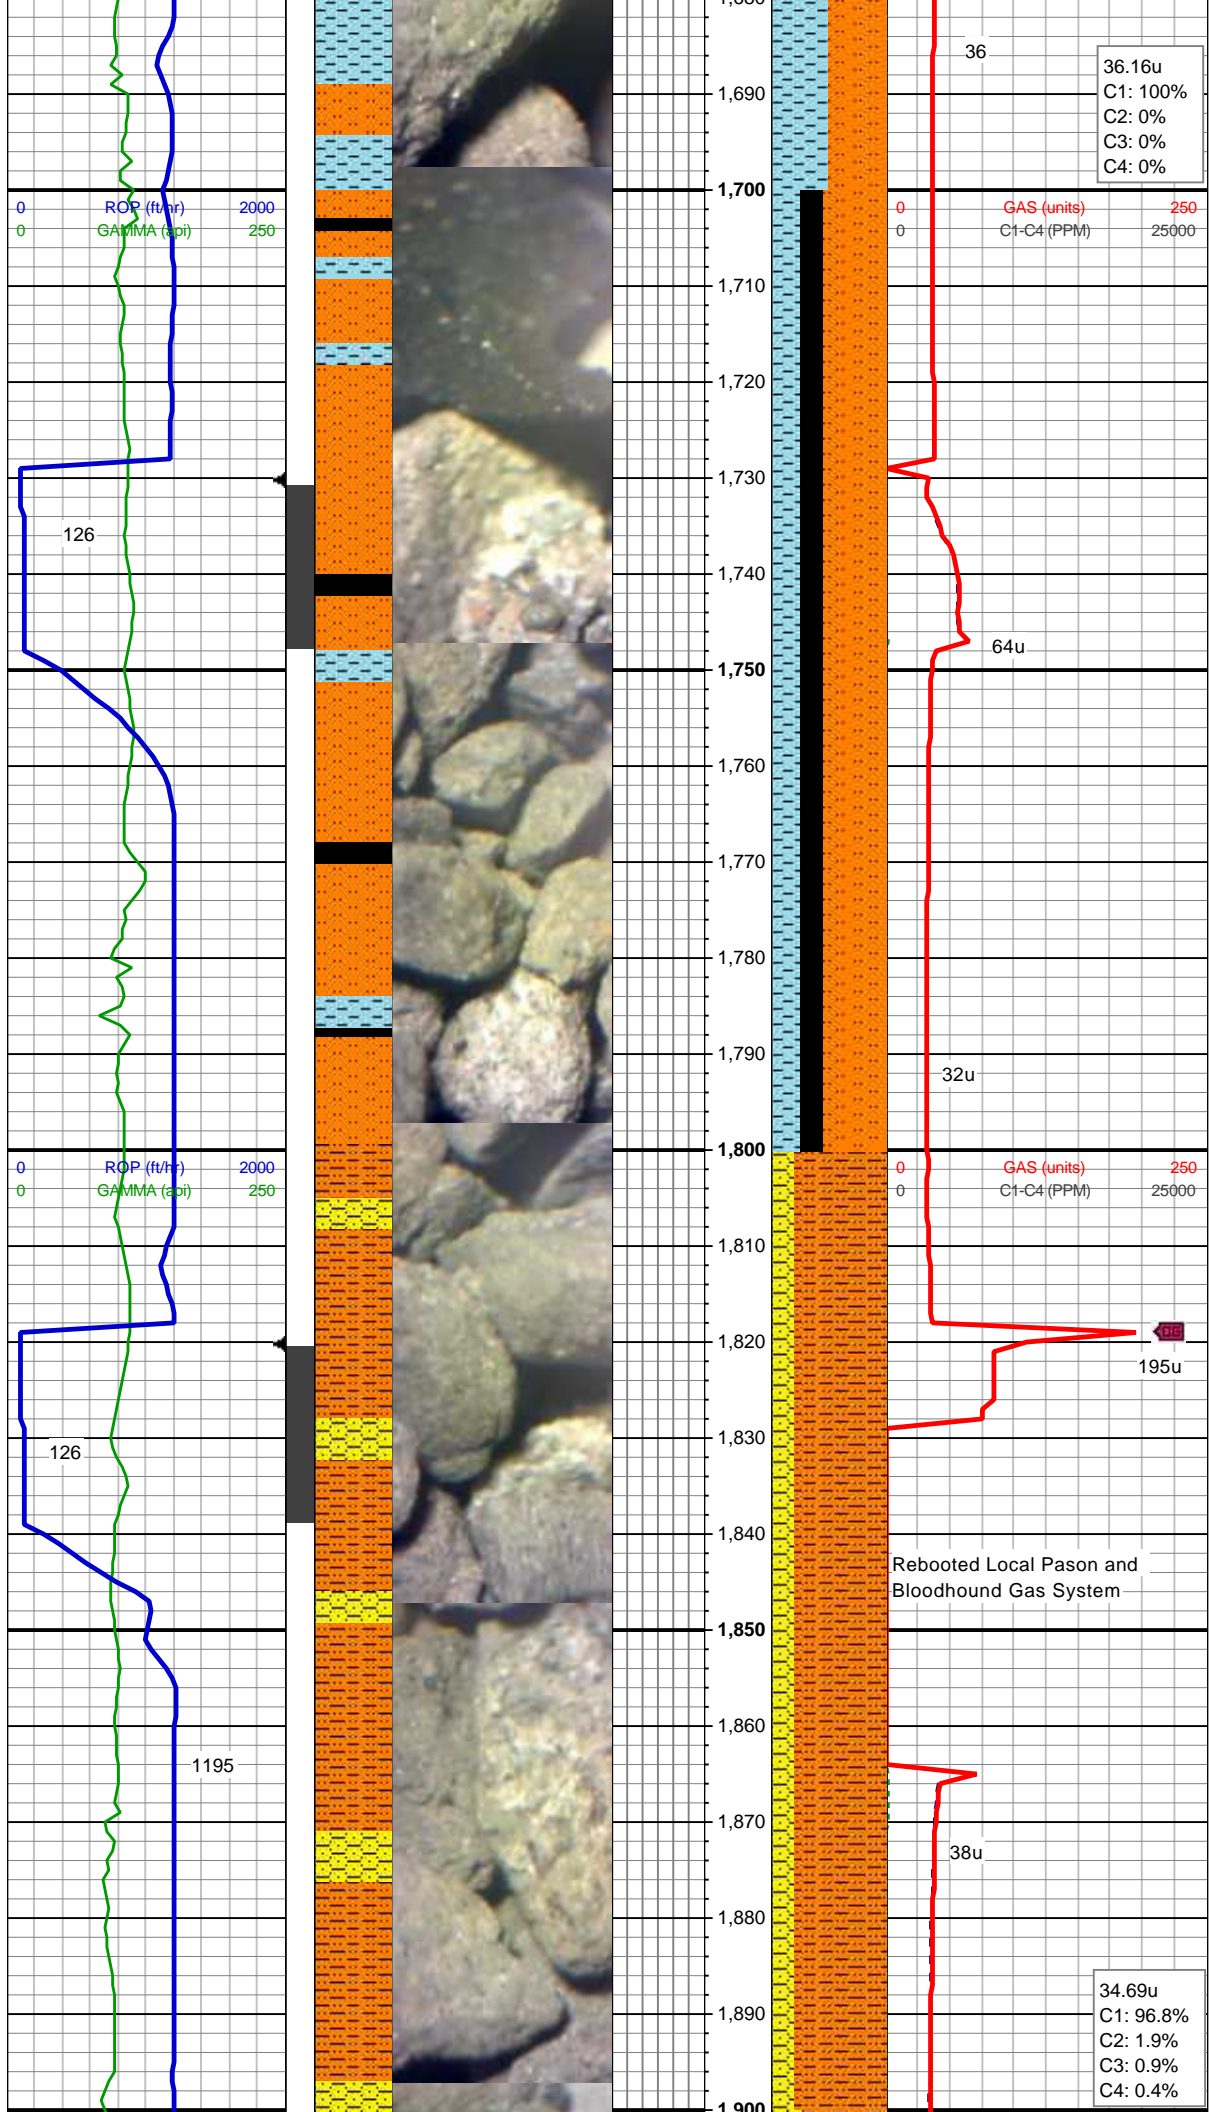 36
36.16u
C1: 100%
C2: 0%
C3: 0%
C4: 0%
1,690
1,700
0 ROP (ft/hr) 2000
0 GAMMA (api) 250
0 GAS (units) 250
0 C1-C4 (PPM) 25000
1,710
1,720
1,730
126
1,740
64u
1,750
1,760
1,770
1,780
1,790
32u
1,800
0 ROP (ft/hr) 2000
0 GAMMA (api) 250
0 GAS (units) 250
0 C1-C4 (PPM) 25000
1,810
1,820
195u
1,830
126
1,840
Rebooted Local Pason and
Bloodhound Gas System
1,850
1,860
1195
1,870
38u
1,880
1,890
34.69u
C1: 96.8%
C2: 1.9%
C3: 0.9%
C4: 0.4%
1,900